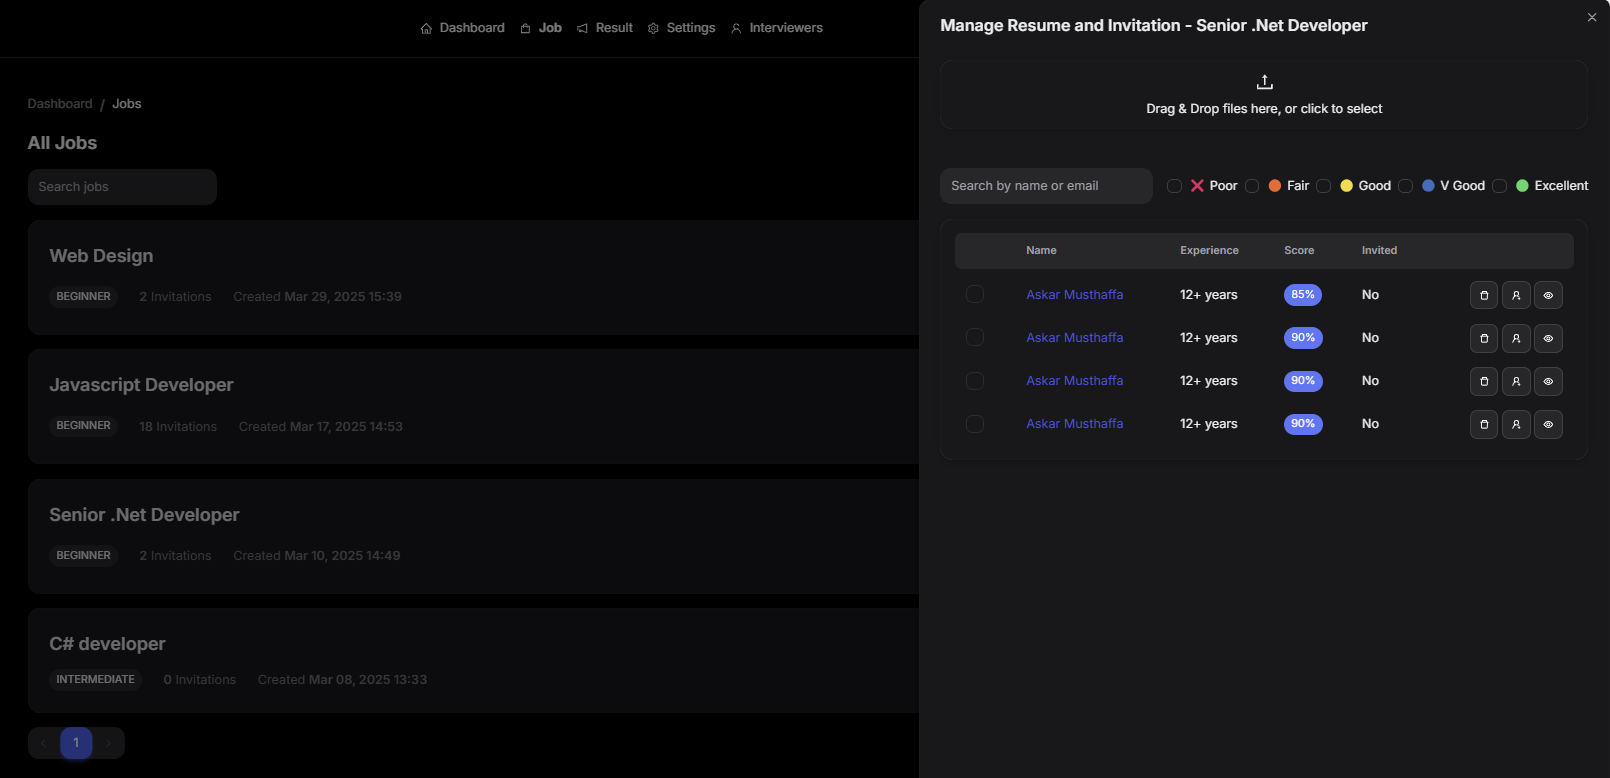 Dashboard Job Result Settings Interviewers
Dashboard / Jobs
All Jobs
Search jobs
Web Design
BEGINNER 2 Invitations Created Mar 29, 2025 15:39
Javascript Developer
BEGINNER 18 Invitations Created Mar 17, 2025 14:53
Senior .Net Developer
BEGINNER 2 Invitations Created Mar 10, 2025 14:49
C# developer
INTERMEDIATE 0 Invitations Created Mar 08, 2025 13:33
1
Manage Resume and Invitation - Senior .Net Developer
Drag & Drop files here, or click to select
Search by name or email Poor Fair Good V Good Excellent
Name Experience Score Invited
Askar Musthaffa 12+ years 85% No
Askar Musthaffa 12+ years 90% No
Askar Musthaffa 12+ years 90% No
Askar Musthaffa 12+ years 90% No